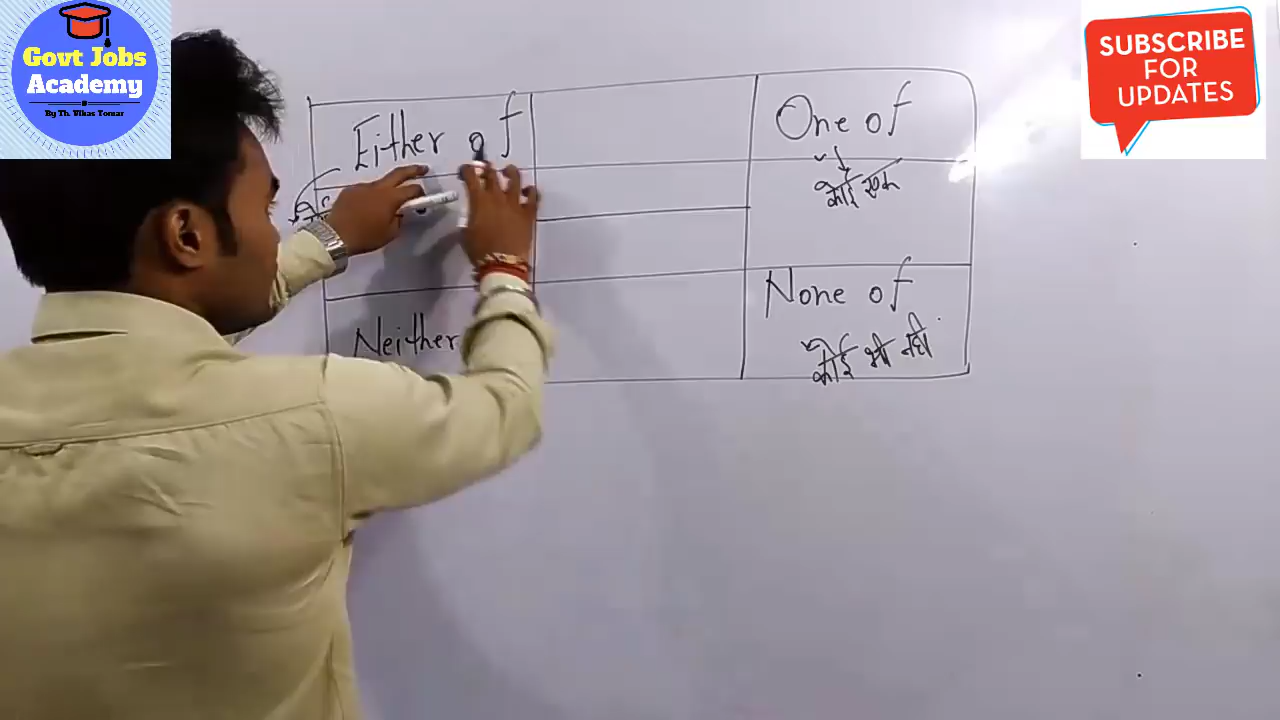 Govt Jobs
Academy
By Th. Vikas Tomar
SUBSCRIBE
FOR
UPDATES
Either of
One of
कोई एक
Neither
None of
कोई भी नही